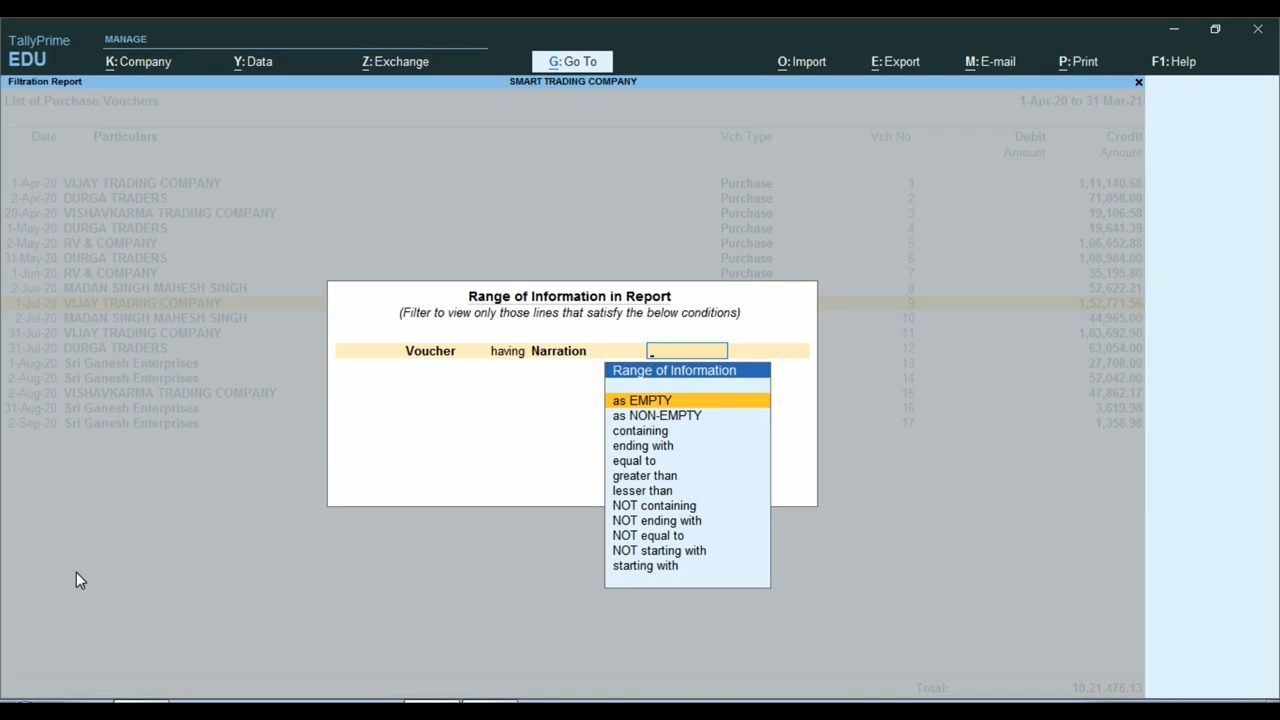 TallyPrime
EDU
MANAGE
K: Company
Y: Data
Z: Exchange
G: Go To
O: Import
E: Export
M: E-mail
P: Print
F1: Help
Filtration Report
SMART TRADING COMPANY
×
List of Purchase Vouchers
1-Apr-20 to 31-Mar-21
Date Particulars Vch Type Vch No. Debit Credit
Amount Amount
1-Apr-20 VIJAY TRADING COMPANY Purchase 1 1,11,140.68
2-Apr-20 DURGA TRADERS Purchase 2 71,058.00
20-Apr-20 VISHAVKARMA TRADING COMPANY Purchase 3 19,106.58
1-May-20 DURGA TRADERS Purchase 4 19,641.39
2-May-20 RV & COMPANY Purchase 5 1,06,652.88
31-May-20 DURGA TRADERS Purchase 6 1,08,984.00
1-Jun-20 RV & COMPANY Purchase 7 35,195.80
2-Jun-20 MADAN SINGH MAHESH SINGH 8 52,622.21
1-Jul-20 VIJAY TRADING COMPANY 9 1,52,771.56
2-Jul-20 MADAN SINGH MAHESH SINGH 10 44,965.00
31-Jul-20 VIJAY TRADING COMPANY 11 1,03,692.90
31-Jul-20 DURGA TRADERS 12 63,054.00
1-Aug-20 Sri Ganesh Enterprises 13 27,708.00
2-Aug-20 Sri Ganesh Enterprises 14 52,042.00
2-Aug-20 VISHAVKARMA TRADING COMPANY 15 47,862.17
31-Aug-20 Sri Ganesh Enterprises 16 3,619.98
2-Sep-20 Sri Ganesh Enterprises 17 1,358.98
Range of Information in Report
(Filter to view only those lines that satisfy the below conditions)
Voucher having Narration
Range of Information
as EMPTY
as NON-EMPTY
containing
ending with
equal to
greater than
lesser than
NOT containing
NOT ending with
NOT equal to
NOT starting with
starting with
Total: 10,21,476.13